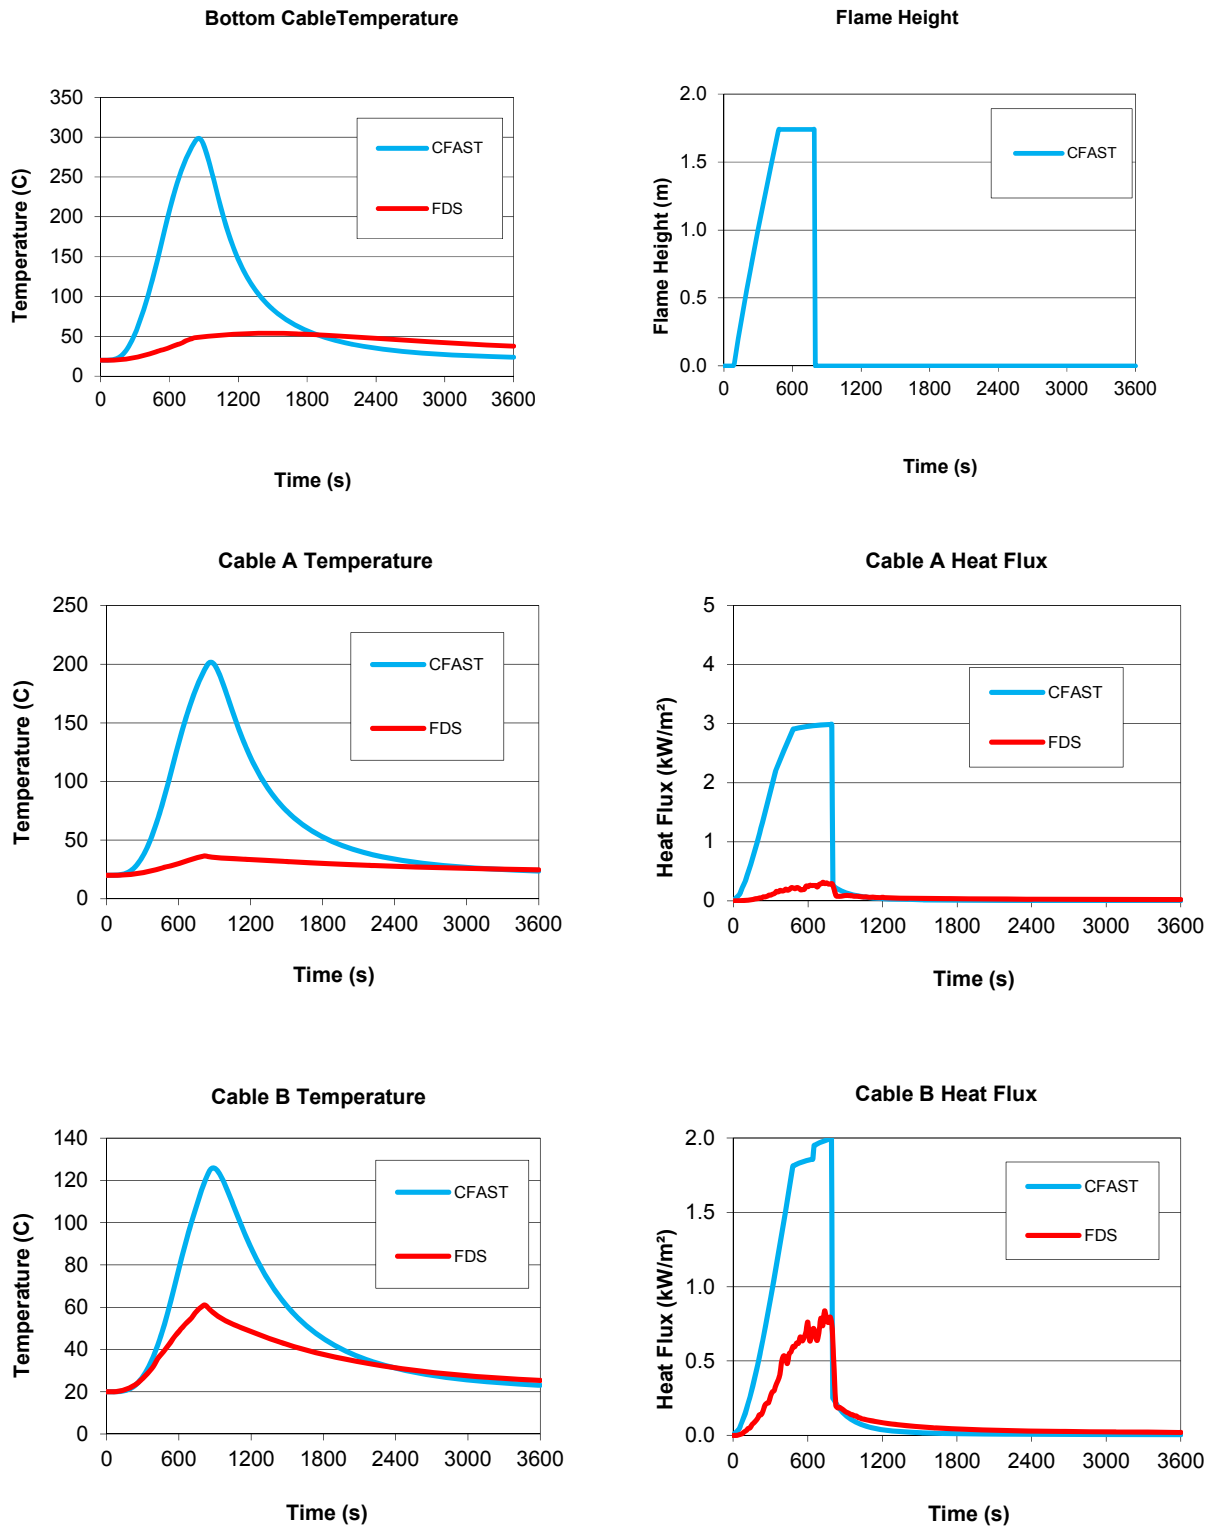 Bottom CableTemperature
Temperature (C)
350
300
250
200
150
100
50
0
CFAST
FDS
0 600 1200 1800 2400 3000 3600
Time (s)
Flame Height
Flame Height (m)
2.0
1.5
1.0
0.5
0.0
CFAST
0 600 1200 1800 2400 3000 3600
Time (s)
Cable A Temperature
Temperature (C)
250
200
150
100
50
0
CFAST
FDS
0 600 1200 1800 2400 3000 3600
Time (s)
Cable A Heat Flux
Heat Flux (kW/m²)
5
4
3
2
1
0
CFAST
FDS
0 600 1200 1800 2400 3000 3600
Time (s)
Cable B Temperature
Temperature (C)
140
120
100
80
60
40
20
0
CFAST
FDS
0 600 1200 1800 2400 3000 3600
Time (s)
Cable B Heat Flux
Heat Flux (kW/m²)
2.0
1.5
1.0
0.5
0.0
CFAST
FDS
0 600 1200 1800 2400 3000 3600
Time (s)